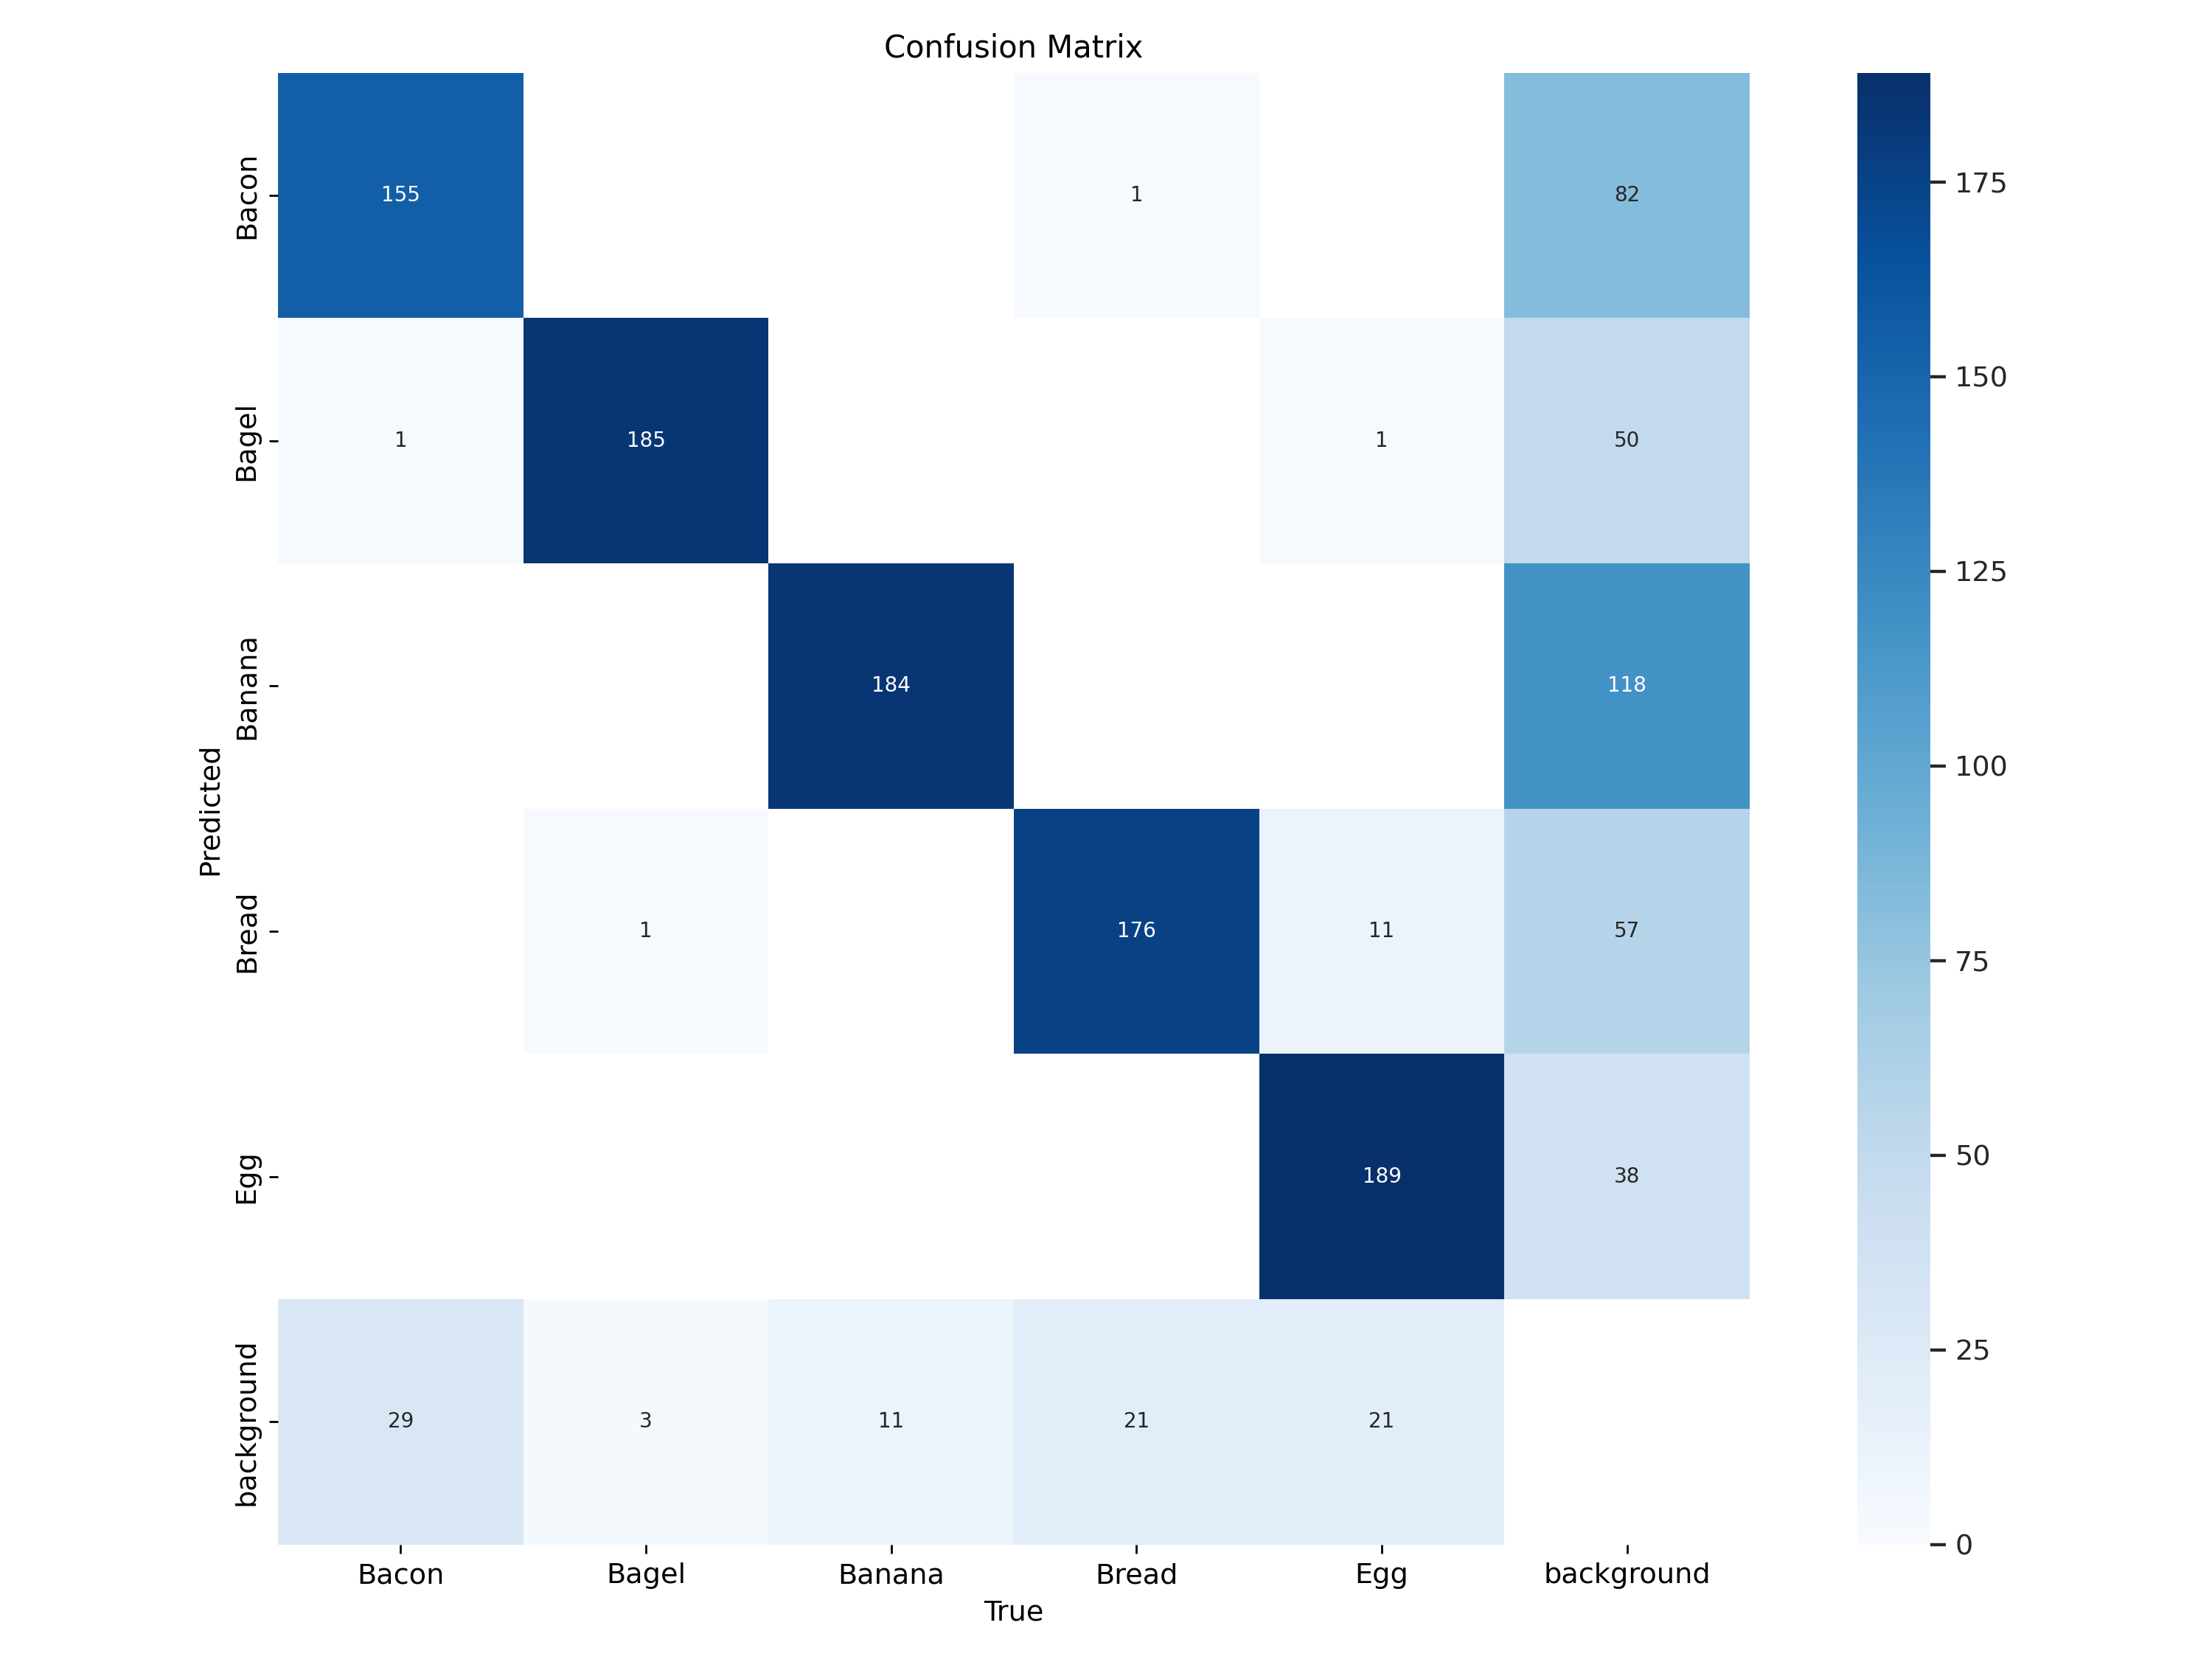 Confusion Matrix
Predicted
Bacon
155
1
82
Bagel
1
185
1
50
Banana
184
118
Bread
1
176
11
57
Egg
189
38
background
29
3
11
21
21
Bacon
Bagel
Banana
Bread
Egg
background
True
175
150
125
100
75
50
25
0